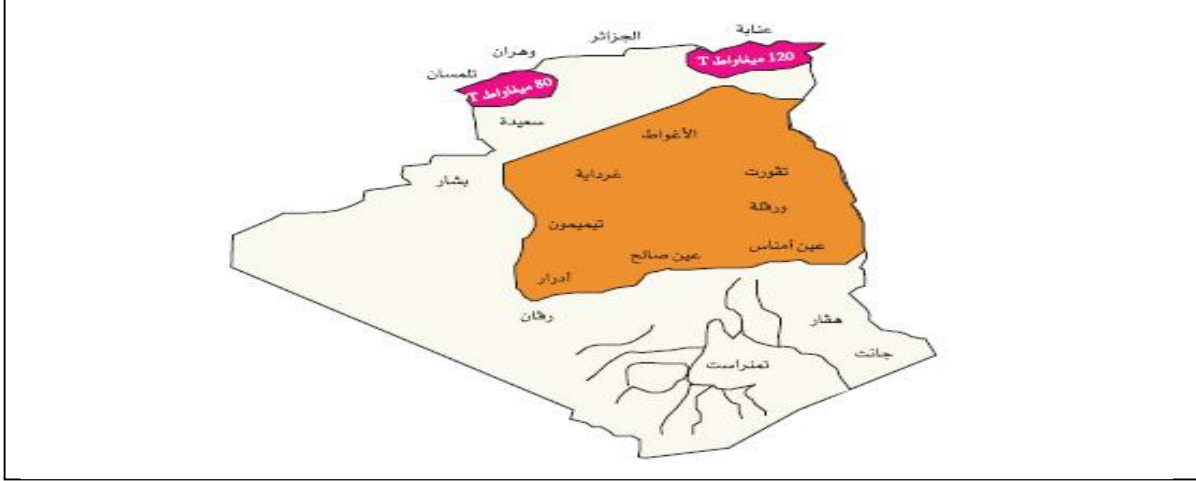 عنابة
الجزائر
وهران
تلمسان
120 ميغاواط T
80 ميغاواط T
سعيدة
الأغواط
تقورت
غرداية
بشار
ورقلة
تيميمون
عين أمناس
عين صالح
أدرار
رقان
هقار
جانت
تمنراست